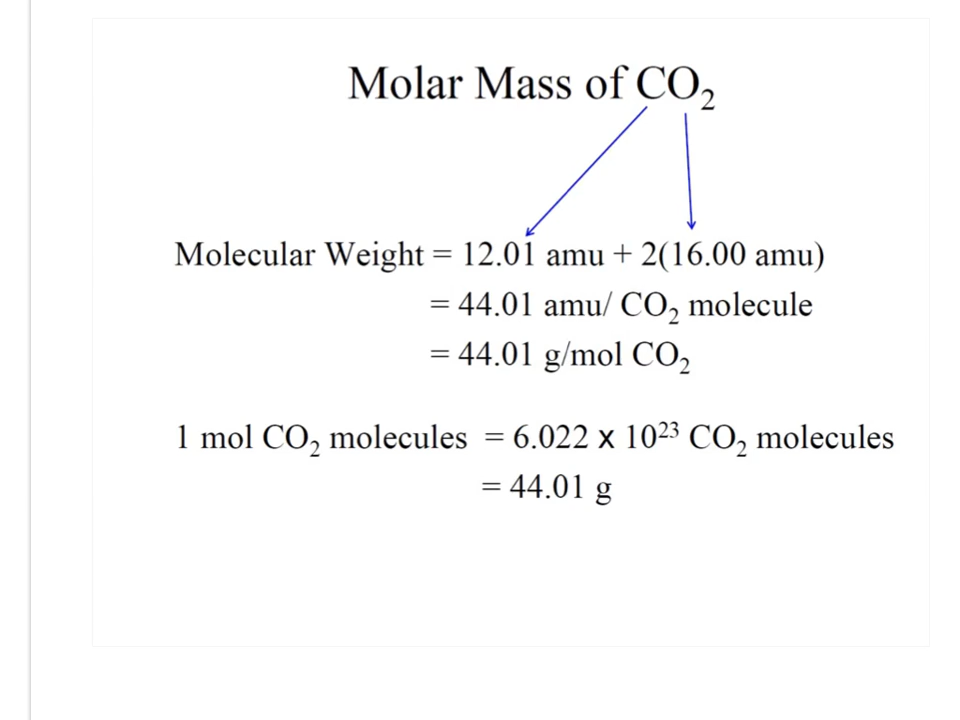 Molar Mass of CO₂
Molecular Weight = 12.01 amu + 2(16.00 amu)
= 44.01 amu/ CO₂ molecule
= 44.01 g/mol CO₂
1 mol CO₂ molecules = 6.022 x 10²³ CO₂ molecules
= 44.01 g